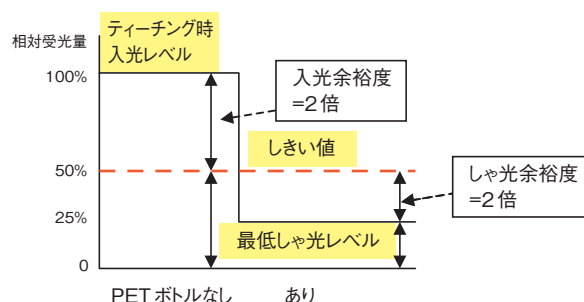 ティーチング時
入光レベル
相対受光量
100%
入光余裕度
=2倍
しきい値
50%
しゃ光余裕度
=2倍
25%
最低しゃ光レベル
0
PETボトルなし
あり